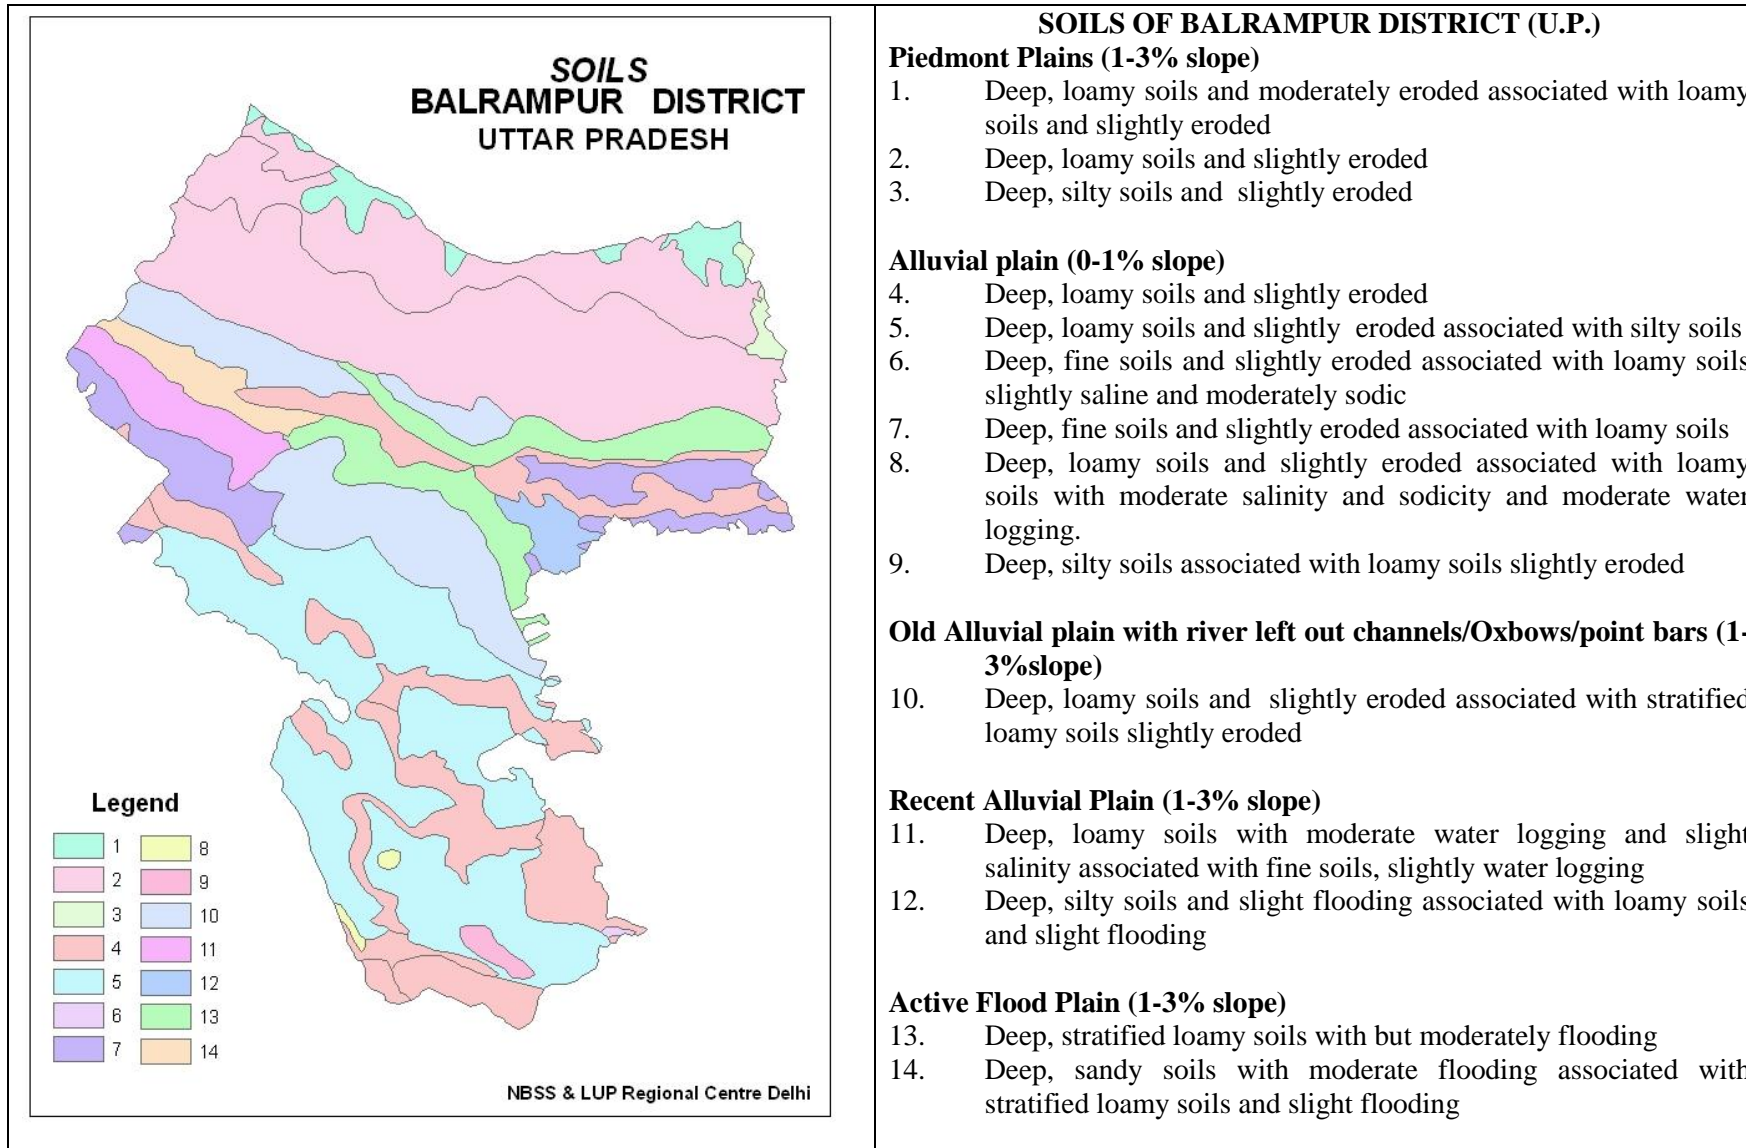 SOILS
BALRAMPUR DISTRICT
UTTAR PRADESH
Legend
1
2
3
4
5
6
7
8
9
10
11
12
13
14
NBSS & LUP Regional Centre Delhi
SOILS OF BALRAMPUR DISTRICT (U.P.)
Piedmont Plains (1-3% slope)
1. Deep, loamy soils and moderately eroded associated with loamy
soils and slightly eroded
2. Deep, loamy soils and slightly eroded
3. Deep, silty soils and slightly eroded
Alluvial plain (0-1% slope)
4. Deep, loamy soils and slightly eroded
5. Deep, loamy soils and slightly eroded associated with silty soils
6. Deep, fine soils and slightly eroded associated with loamy soils
slightly saline and moderately sodic
7. Deep, fine soils and slightly eroded associated with loamy soils
8. Deep, loamy soils and slightly eroded associated with loamy
soils with moderate salinity and sodicity and moderate water
logging.
9. Deep, silty soils associated with loamy soils slightly eroded
Old Alluvial plain with river left out channels/Oxbows/point bars (1-
3%slope)
10. Deep, loamy soils and slightly eroded associated with stratified
loamy soils slightly eroded
Recent Alluvial Plain (1-3% slope)
11. Deep, loamy soils with moderate water logging and slight
salinity associated with fine soils, slightly water logging
12. Deep, silty soils and slight flooding associated with loamy soils
and slight flooding
Active Flood Plain (1-3% slope)
13. Deep, stratified loamy soils with but moderately flooding
14. Deep, sandy soils with moderate flooding associated with
stratified loamy soils and slight flooding